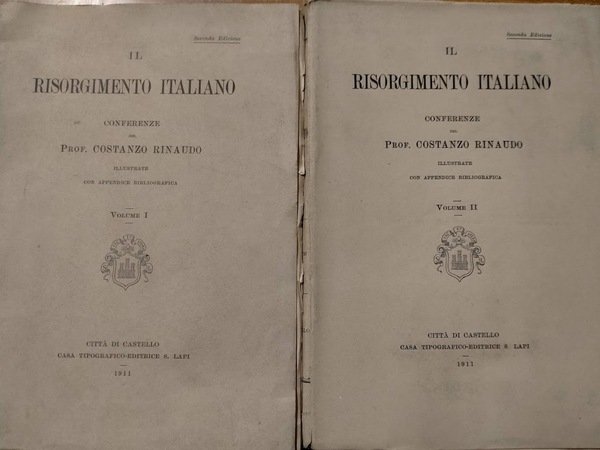 Seconda Edizione
IL
RISORGIMENTO ITALIANO
CONFERENZE
DEL
PROF. COSTANZO RINAUDO
ILLUSTRATE
CON APPENDICE BIBLIOGRAFICA
VOLUME I
CITTÀ DI CASTELLO
CASA TIPOGRAFICO-EDITRICE S. LAPI
1911
Seconda Edizione
IL
RISORGIMENTO ITALIANO
CONFERENZE
DEL
PROF. COSTANZO RINAUDO
ILLUSTRATE
CON APPENDICE BIBLIOGRAFICA
VOLUME II
CITTÀ DI CASTELLO
CASA TIPOGRAFICO-EDITRICE S. LAPI
1911